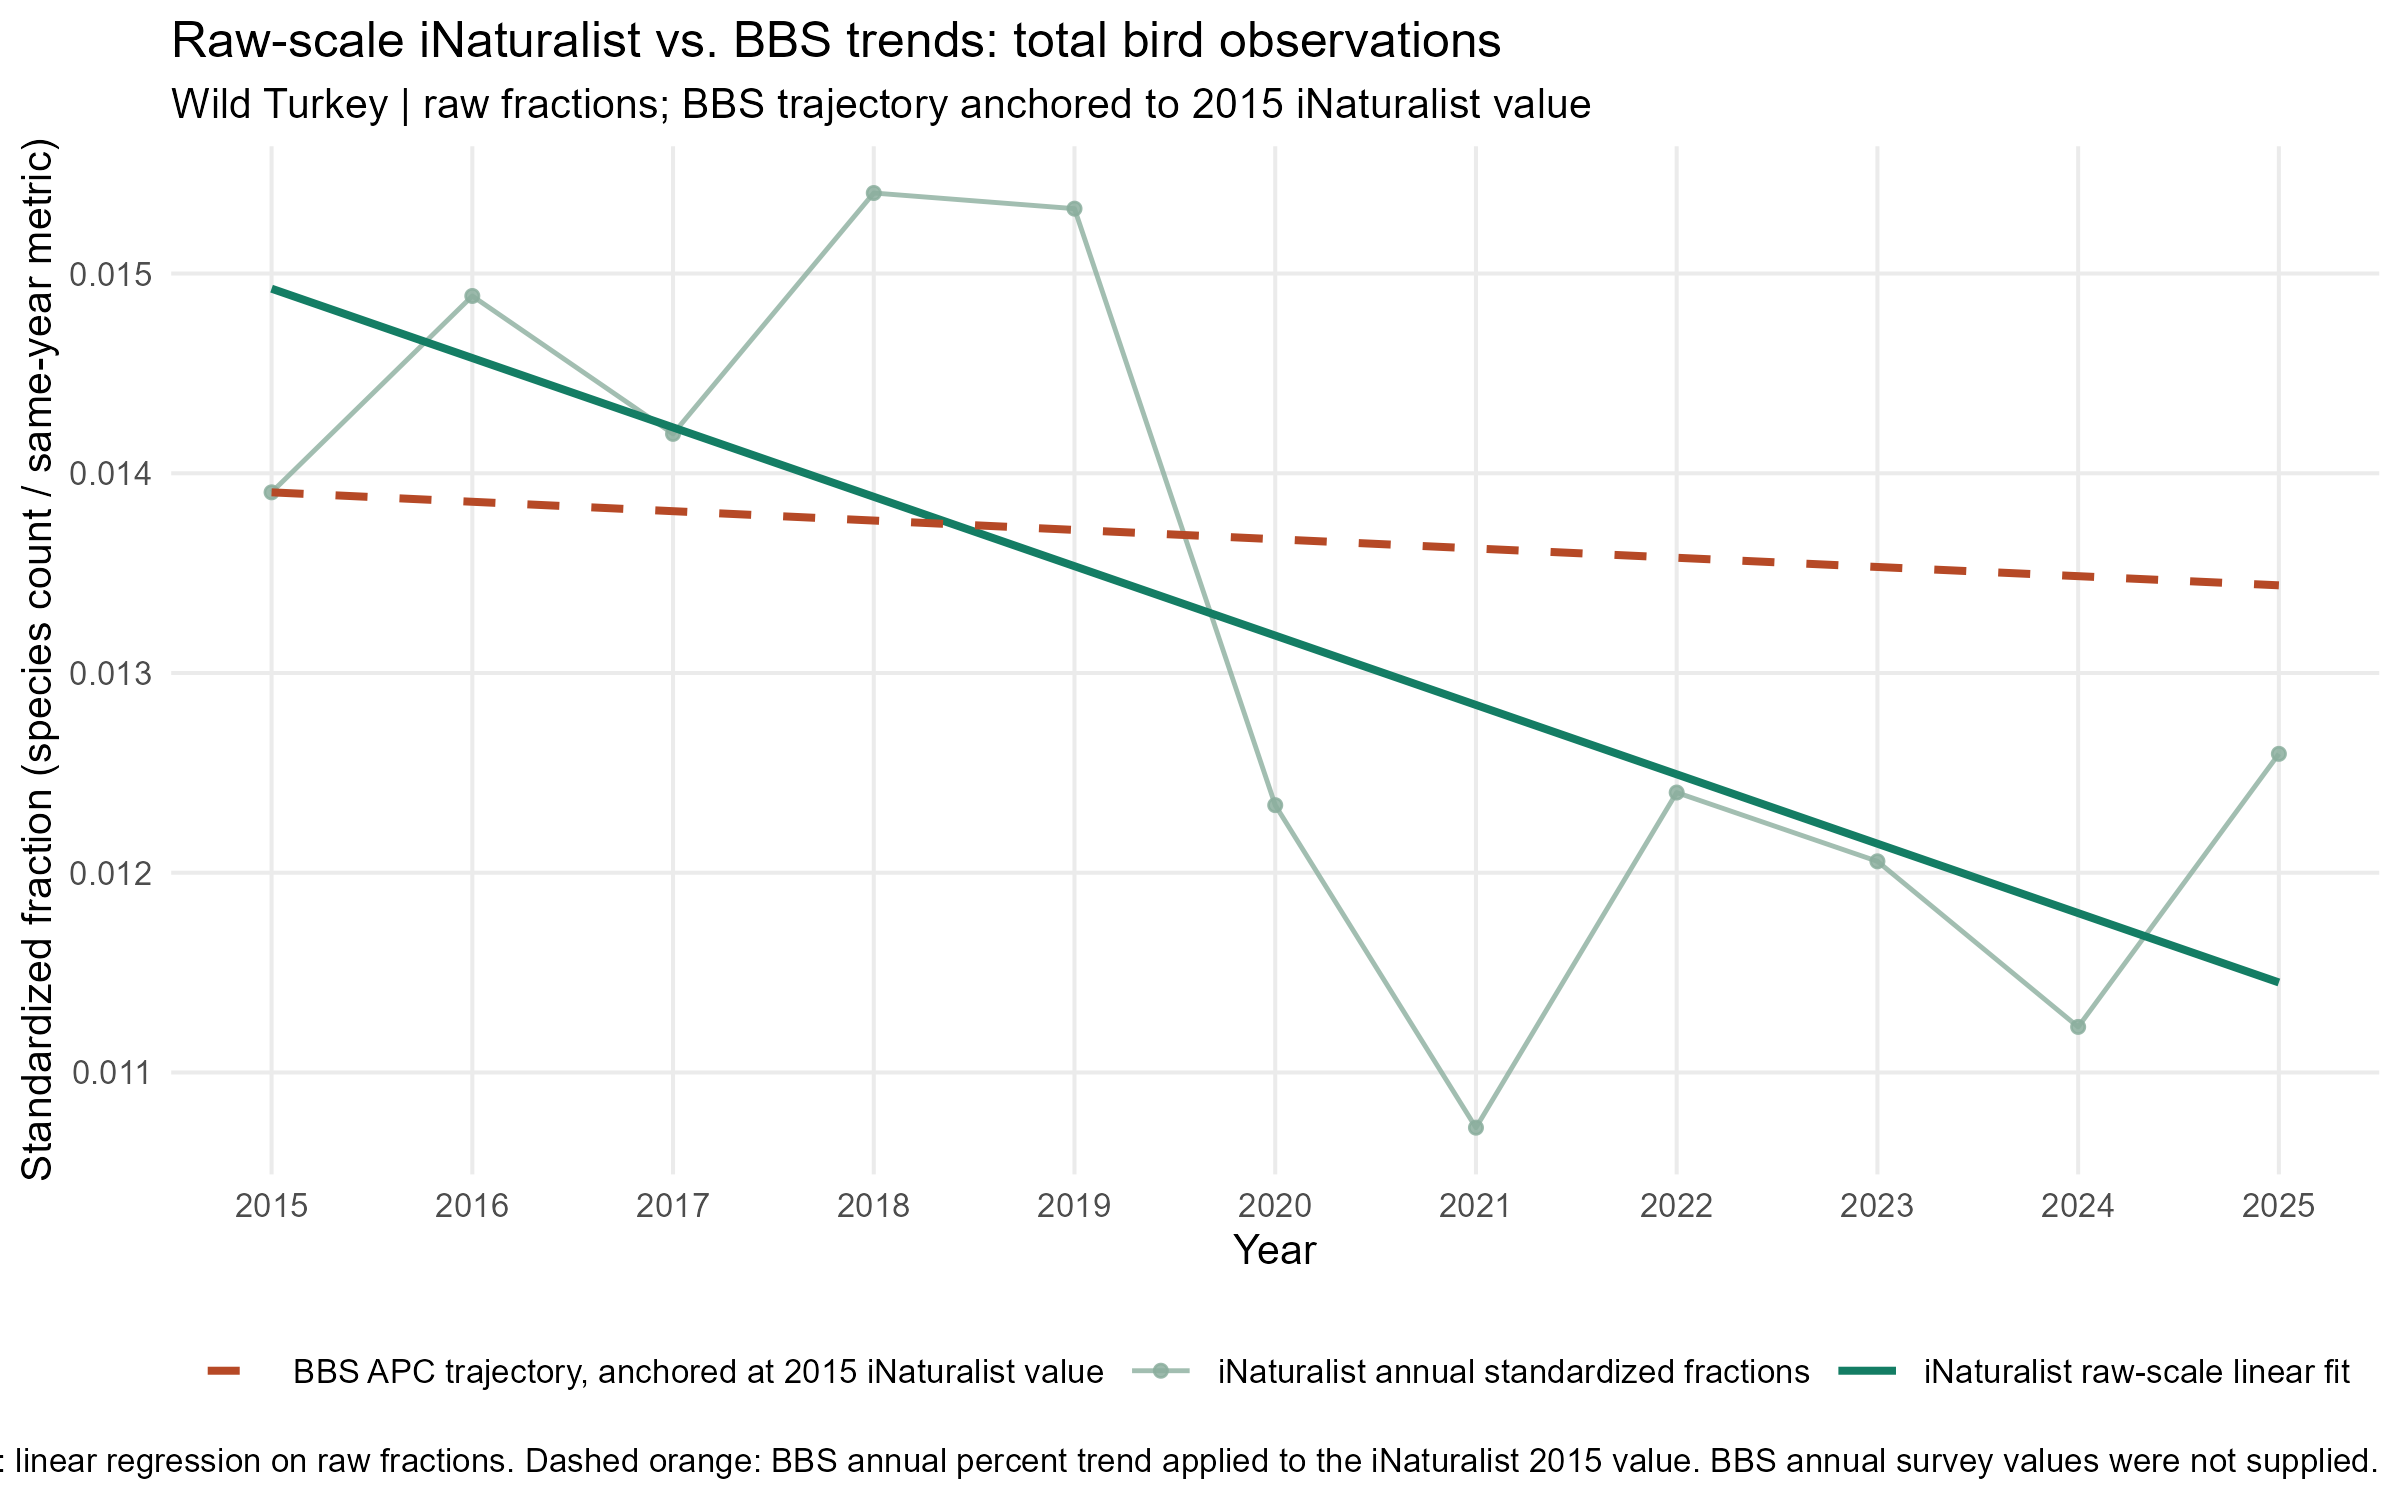 Raw-scale iNaturalist vs. BBS trends: total bird observations
Wild Turkey | raw fractions; BBS trajectory anchored to 2015 iNaturalist value
Standardized fraction (species count / same-year metric)
0.015
0.014
0.013
0.012
0.011
2015 2016 2017 2018 2019 2020 2021 2022 2023 2024 2025
Year
BBS APC trajectory, anchored at 2015 iNaturalist value iNaturalist annual standardized fractions iNaturalist raw-scale linear fit
: linear regression on raw fractions. Dashed orange: BBS annual percent trend applied to the iNaturalist 2015 value. BBS annual survey values were not supplied.